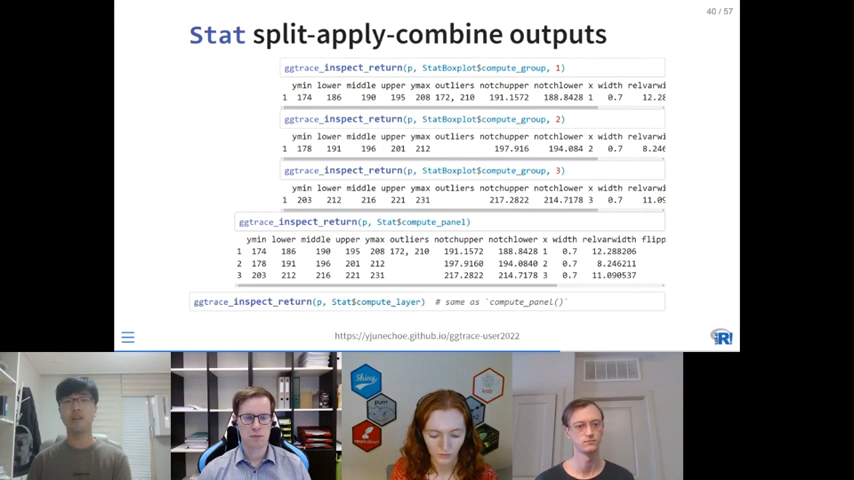 40 / 57
Stat split-apply-combine outputs
ggtrace_inspect_return(p, StatBoxplot$compute_group, 1)
ymin lower middle upper ymax outliers notchupper notchlower x width relvarwi
1 174 186 190 195 208 172, 210 191.1572 188.8428 1 0.7 12.28
ggtrace_inspect_return(p, StatBoxplot$compute_group, 2)
ymin lower middle upper ymax outliers notchupper notchlower x width relvarwi
1 178 191 196 201 212 197.916 194.084 2 0.7 8.246
ggtrace_inspect_return(p, StatBoxplot$compute_group, 3)
ymin lower middle upper ymax outliers notchupper notchlower x width relvarwi
1 203 212 216 221 231 217.2822 214.7178 3 0.7 11.09
ggtrace_inspect_return(p, Stat$compute_panel)
ymin lower middle upper ymax outliers notchupper notchlower x width relvarwidth flipp
1 174 186 190 195 208 172, 210 191.1572 188.8428 1 0.7 12.288206
2 178 191 196 201 212 197.9160 194.0840 2 0.7 8.246211
3 203 212 216 221 231 217.2822 214.7178 3 0.7 11.090537
ggtrace_inspect_return(p, Stat$compute_layer) # same as `compute_panel()`
https://yjunechoe.github.io/ggtrace-user2022
R!
Shiny